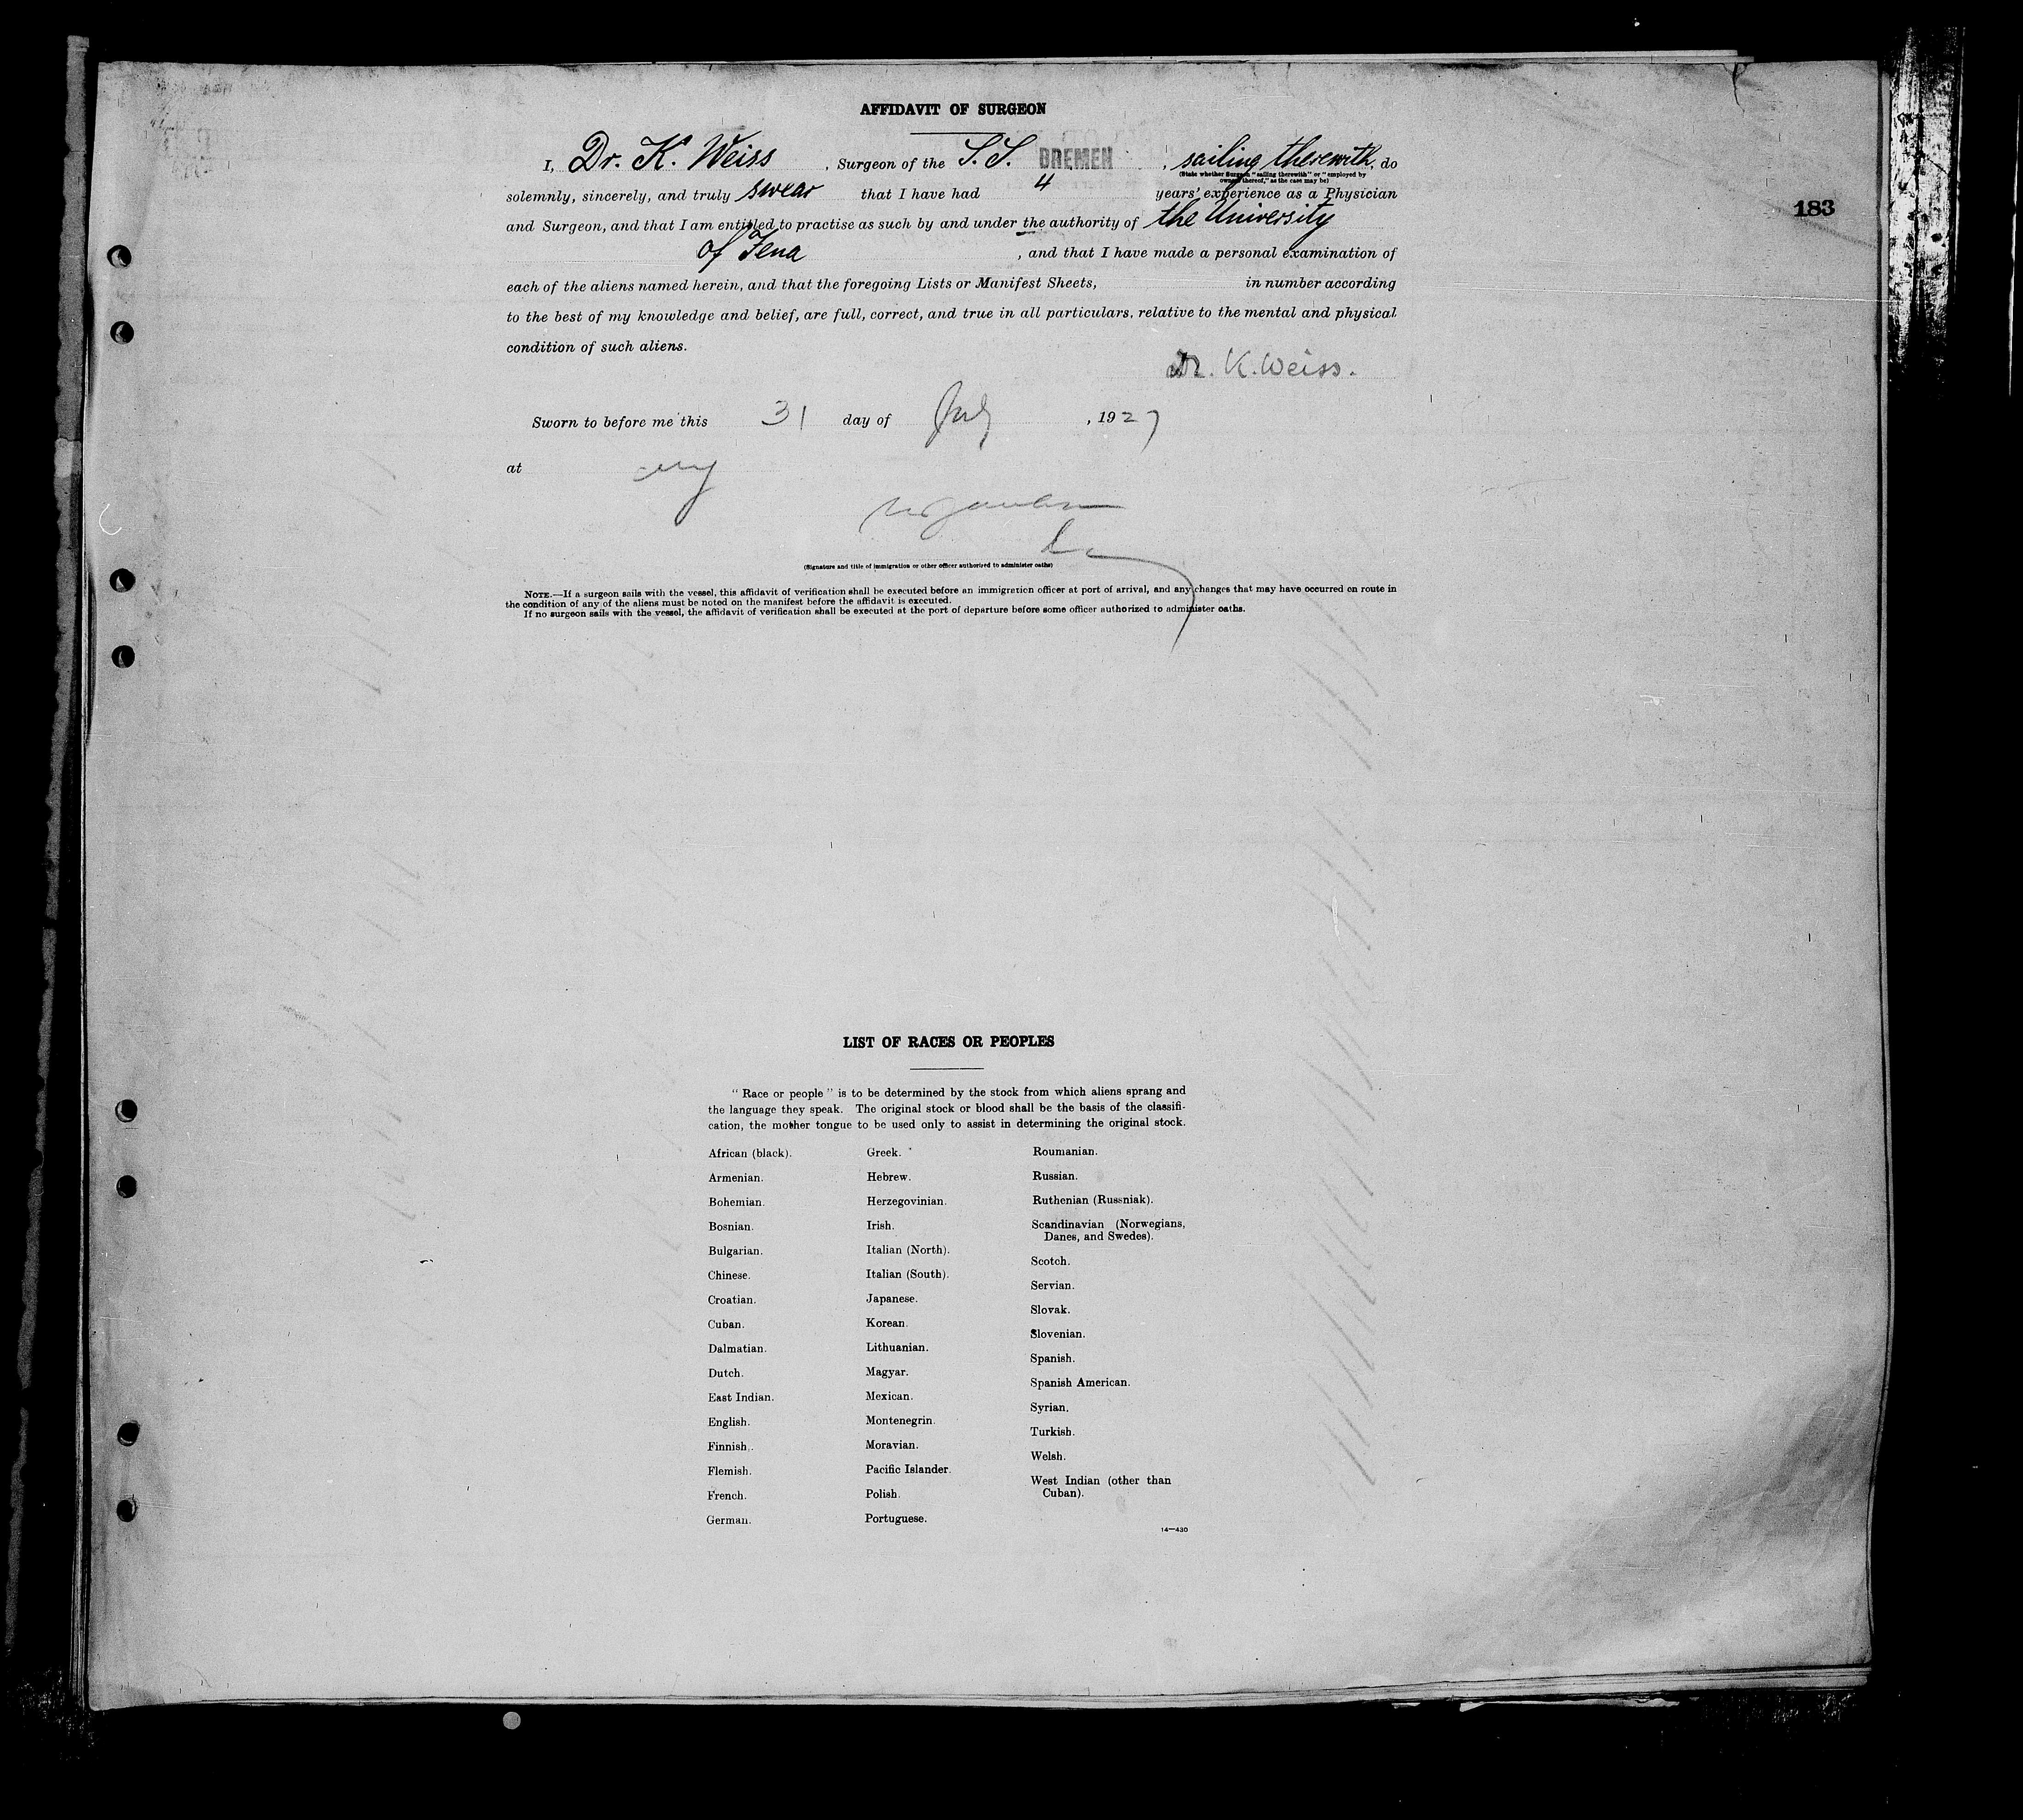 AFFIDAVIT OF SURGEON
I, Dr. K. Weiss, Surgeon of the S.S. BREMEN, sailing therewith, do
(State whether Surgeon "sailing therewith" or "employed by
owners thereof," as the case may be)
solemnly, sincerely, and truly swear that I have had 4 years' experience as a Physician
and Surgeon, and that I am entitled to practise as such by and under the authority of the University
of Jena, and that I have made a personal examination of
183
each of the aliens named herein, and that the foregoing Lists or Manifest Sheets, in number according
to the best of my knowledge and belief, are full, correct, and true in all particulars, relative to the mental and physical
condition of such aliens.
Dr. K. Weiss.
Sworn to before me this 31 day of July, 1927
at
(Signature and title of immigration or other officer authorized to administer oaths)
NOTE.—If a surgeon sails with the vessel, this affidavit of verification shall be executed before an immigration officer at port of arrival, and any changes that may have occurred on route in
the condition of any of the aliens must be noted on the manifest before the affidavit is executed.
If no surgeon sails with the vessel, the affidavit of verification shall be executed at the port of departure before some officer authorized to administer oaths.
LIST OF RACES OR PEOPLES
"Race or people" is to be determined by the stock from which aliens sprang and
the language they speak. The original stock or blood shall be the basis of the classifi-
cation, the mother tongue to be used only to assist in determining the original stock.
African (black).
Armenian.
Bohemian.
Bosnian.
Bulgarian.
Chinese.
Croatian.
Cuban.
Dalmatian.
Dutch.
East Indian.
English.
Finnish.
Flemish.
French.
German.
Greek.
Hebrew.
Herzegovinian.
Irish.
Italian (North).
Italian (South).
Japanese.
Korean.
Lithuanian.
Magyar.
Mexican.
Montenegrin.
Moravian.
Pacific Islander.
Polish.
Portuguese.
Roumanian.
Russian.
Ruthenian (Russniak).
Scandinavian (Norwegians,
Danes, and Swedes).
Scotch.
Servian.
Slovak.
Slovenian.
Spanish.
Spanish American.
Syrian.
Turkish.
Welsh.
West Indian (other than
Cuban).
14—430